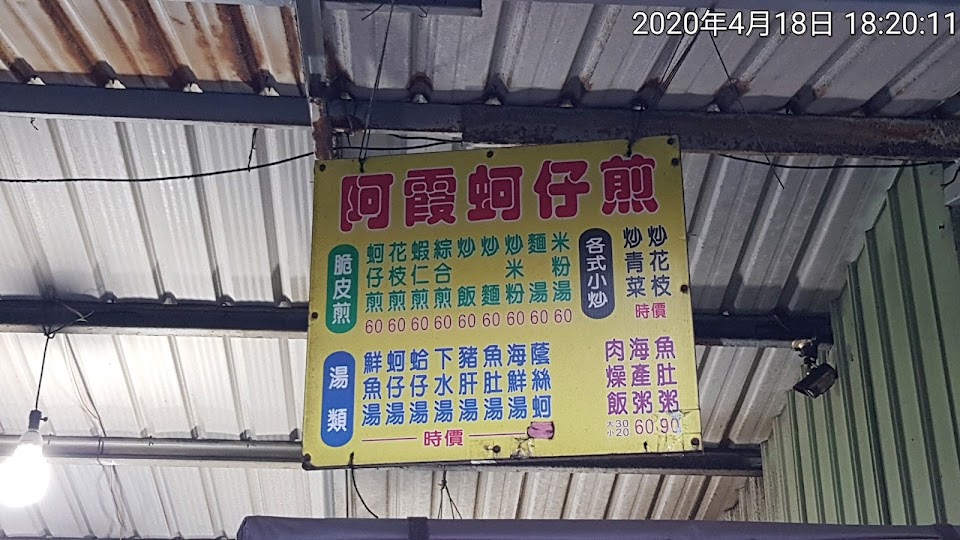 2020年4月18日 18:20:11
阿霞蚵仔煎
脆皮煎
蚵仔煎 60
花枝煎 60
蝦仁煎 60
綜合煎 60
炒飯 60
炒麵 60
炒米粉 60
麵湯 60
米粉湯 60
各式小炒
炒青菜
炒花枝
時價
湯類
鮮魚湯
蚵仔湯
蛤仔湯
下水湯
豬肝湯
魚肚湯
海鮮湯
蔭絲蚵
時價
肉燥飯 大30 小20
海產粥 60
魚肚粥 90